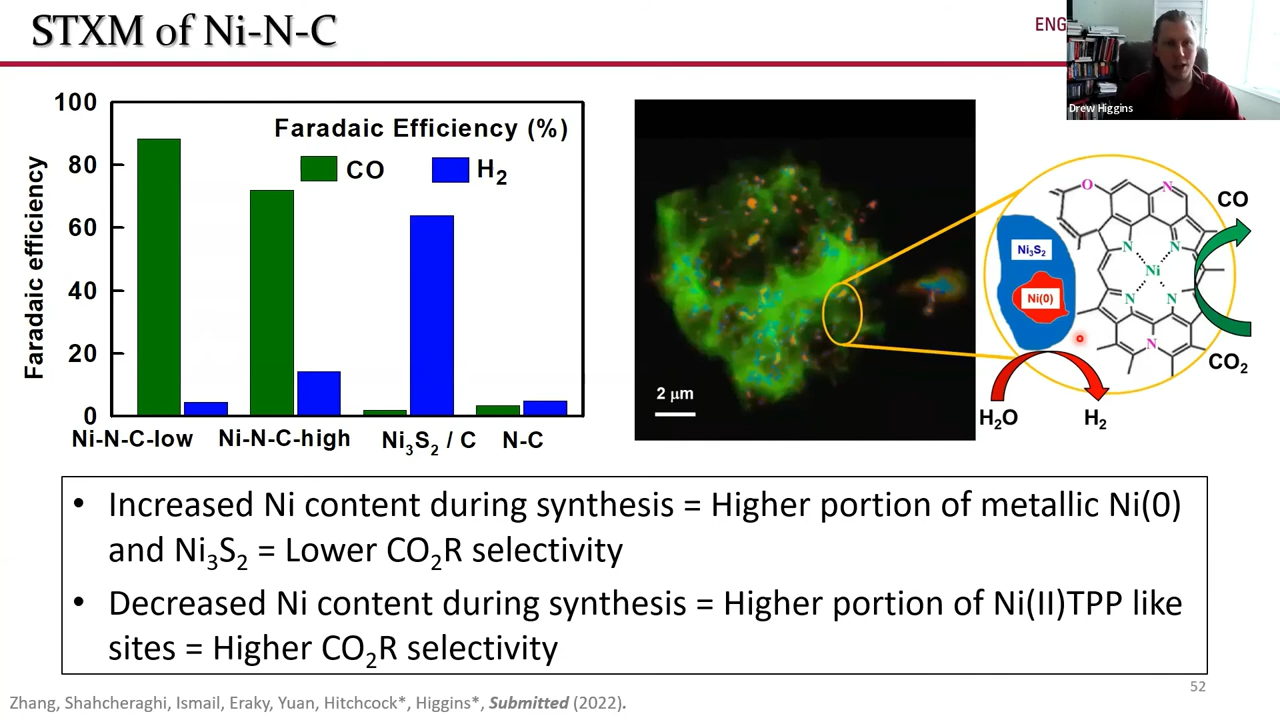 STXM of Ni-N-C
ENG
Drew Higgins
100
80
60
40
20
0
Faradaic efficiency
Faradaic Efficiency (%)
CO
H₂
Ni-N-C-low
Ni-N-C-high
Ni₃S₂ / C
N-C
2 μm
O
N
Ni₃S₂
Ni(0)
N
N
Ni
N
N
N
CO
CO₂
H₂O
H₂
• Increased Ni content during synthesis = Higher portion of metallic Ni(0)
and Ni₃S₂ = Lower CO₂R selectivity
• Decreased Ni content during synthesis = Higher portion of Ni(II)TPP like
sites = Higher CO₂R selectivity
52
Zhang, Shahcheraghi, Ismail, Eraky, Yuan, Hitchcock*, Higgins*, Submitted (2022).